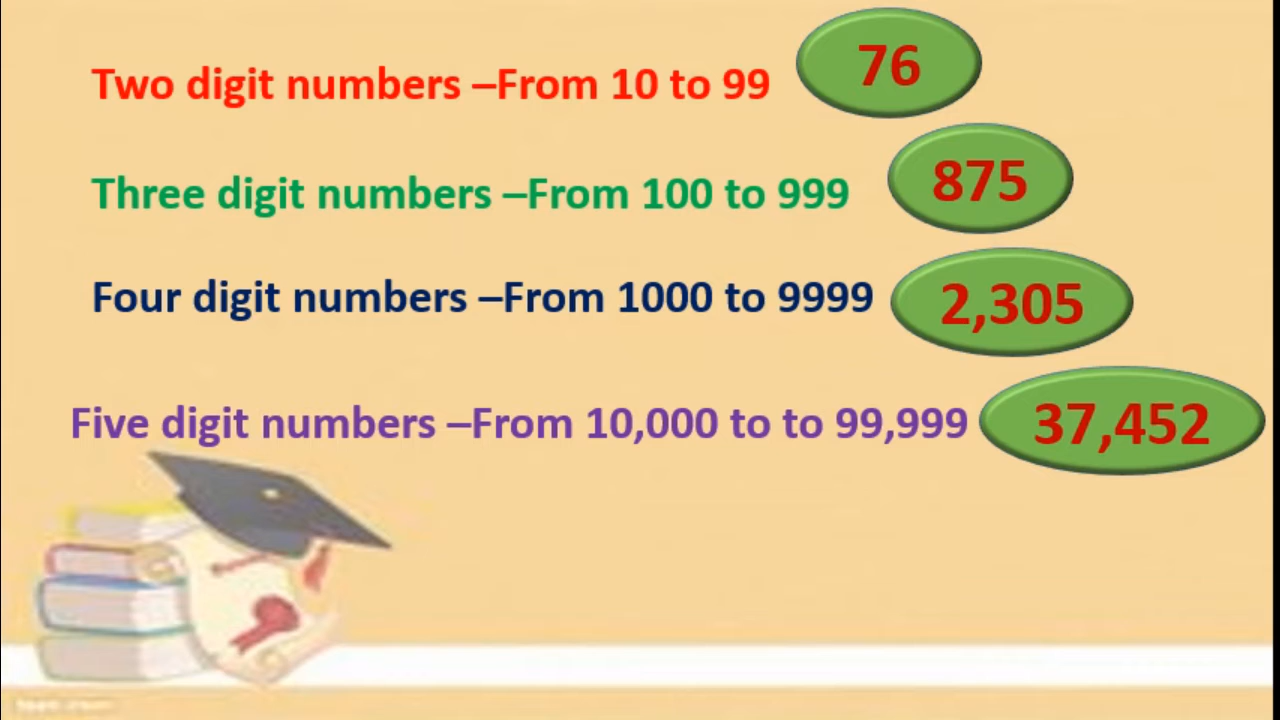 Two digit numbers –From 10 to 99 76
Three digit numbers –From 100 to 999 875
Four digit numbers –From 1000 to 9999 2,305
Five digit numbers –From 10,000 to to 99,999 37,452